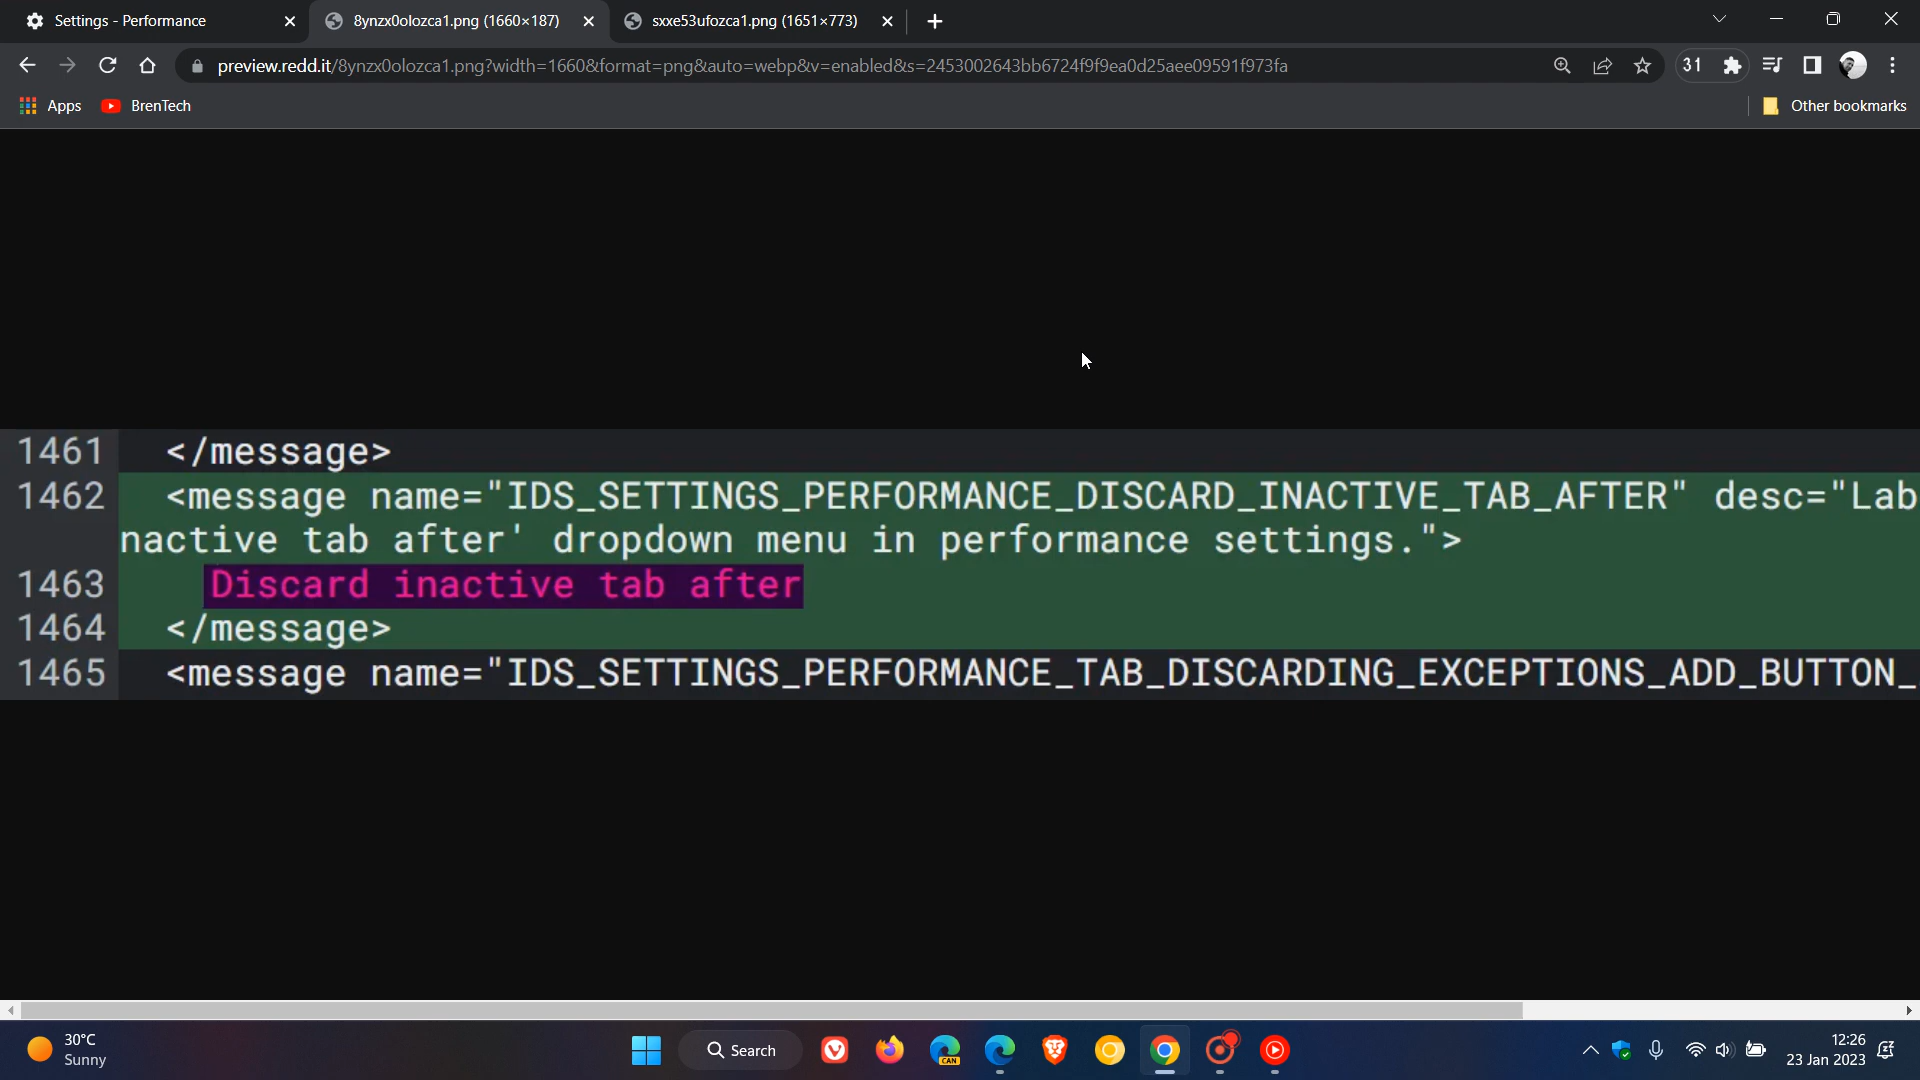 Settings - Performance
8ynzx0olozca1.png (1660×187)
sxxe53ufozca1.png (1651×773)
preview.redd.it/8ynzx0olozca1.png?width=1660&format=png&auto=webp&v=enabled&s=2453002643bb6724f9f9ea0d25aee09591f973fa
31
Apps
BrenTech
Other bookmarks
1461 </message>
1462 <message name="IDS_SETTINGS_PERFORMANCE_DISCARD_INACTIVE_TAB_AFTER" desc="Lab
nactive tab after' dropdown menu in performance settings.">
1463 Discard inactive tab after
1464 </message>
1465 <message name="IDS_SETTINGS_PERFORMANCE_TAB_DISCARDING_EXCEPTIONS_ADD_BUTTON_
30°C
Sunny
Search
CAN
12:26
23 Jan 2023